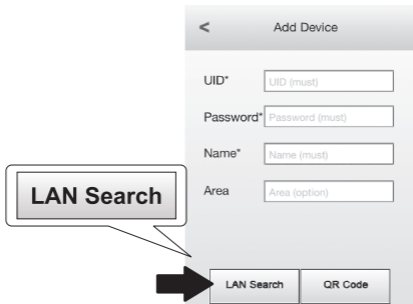 < Add Device
UID* UID (must)
Password* Password (must)
Name* Name (must)
LAN Search
Area Area (option)
LAN Search QR Code